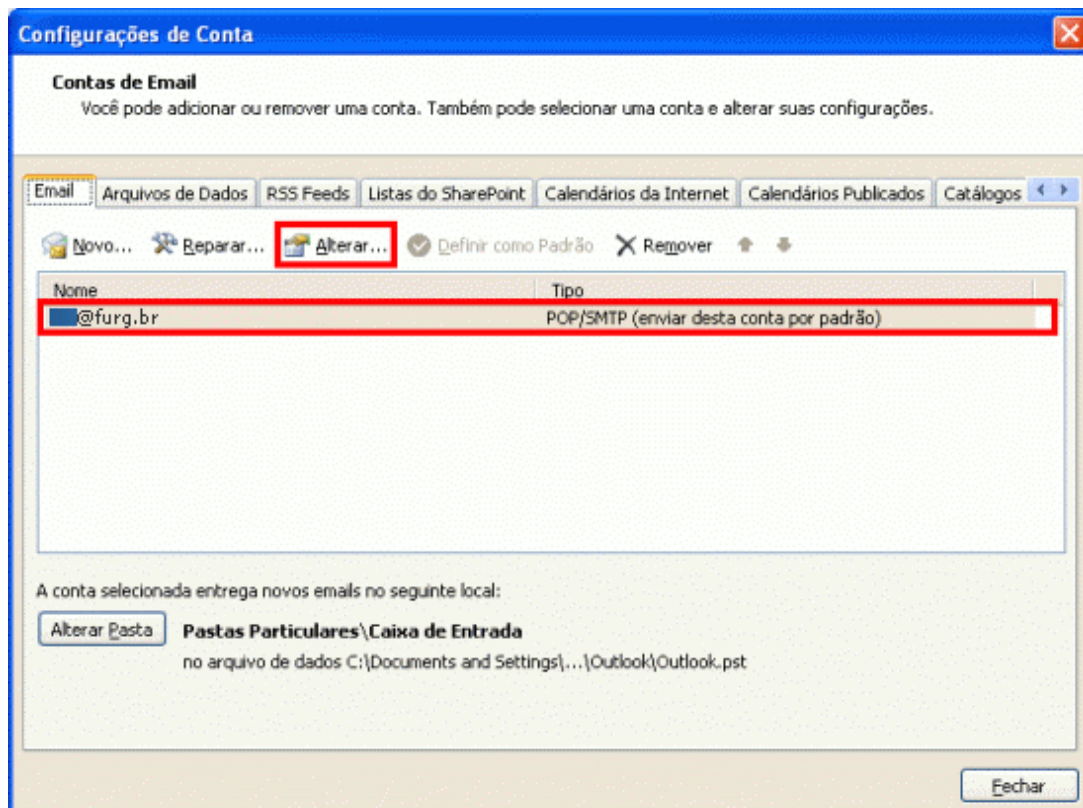 Configurações de Conta
Contas de Email
Você pode adicionar ou remover uma conta. Também pode selecionar uma conta e alterar suas configurações.
Email Arquivos de Dados RSS Feeds Listas do SharePoint Calendários da Internet Calendários Publicados Catálogos
Novo... Reparar... Alterar... Definir como Padrão Remover
Nome Tipo
@furg.br POP/SMTP (enviar desta conta por padrão)
A conta selecionada entrega novos emails no seguinte local:
Alterar Pasta Pastas Particulares\Caixa de Entrada
no arquivo de dados C:\Documents and Settings\...\Outlook\Outlook.pst
Fechar